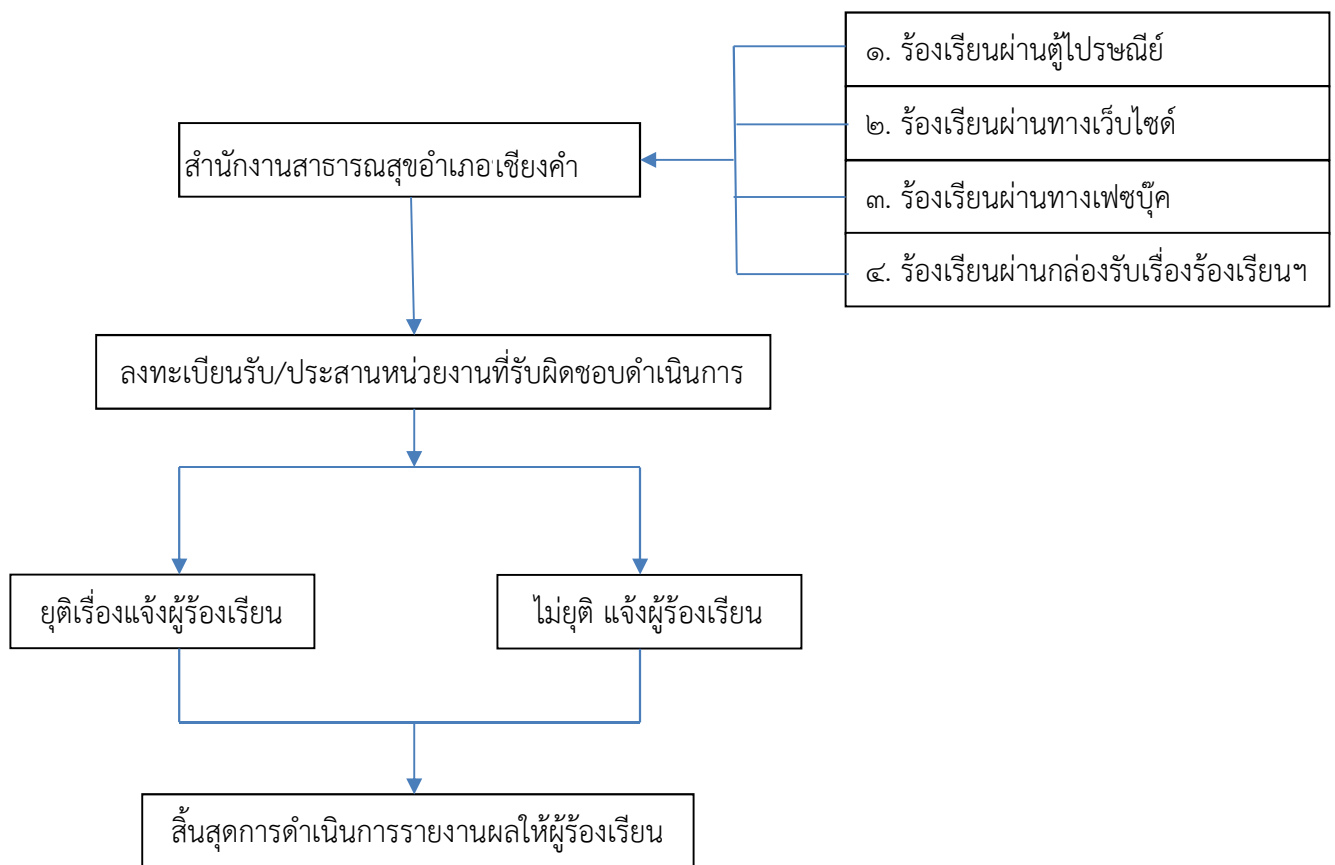 ๑. ร้องเรียนผ่านตู้ไปรษณีย์
๒. ร้องเรียนผ่านทางเว็บไซด์
สำนักงานสาธารณสุขอำเภอเชียงคำ
๓. ร้องเรียนผ่านทางเฟซบุ๊ค
๔. ร้องเรียนผ่านกล่องรับเรื่องร้องเรียนฯ
ลงทะเบียนรับ/ประสานหน่วยงานที่รับผิดชอบดำเนินการ
ยุติเรื่องแจ้งผู้ร้องเรียน
ไม่ยุติ แจ้งผู้ร้องเรียน
สิ้นสุดการดำเนินการรายงานผลให้ผู้ร้องเรียน